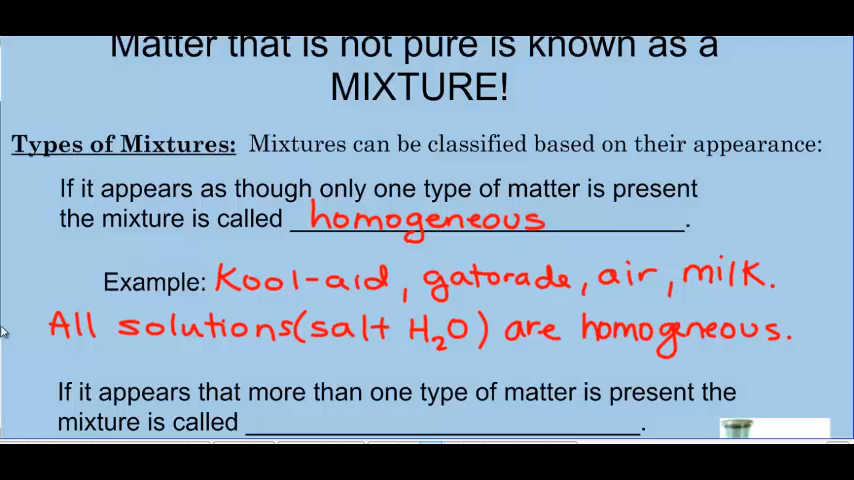 Matter that is not pure is known as a
MIXTURE!
Types of Mixtures: Mixtures can be classified based on their appearance:
If it appears as though only one type of matter is present
the mixture is called homogeneous.
Example: Kool-aid, gatorade, air, milk.
All solutions(salt H₂O) are homogeneous.
If it appears that more than one type of matter is present the
mixture is called ____________________.